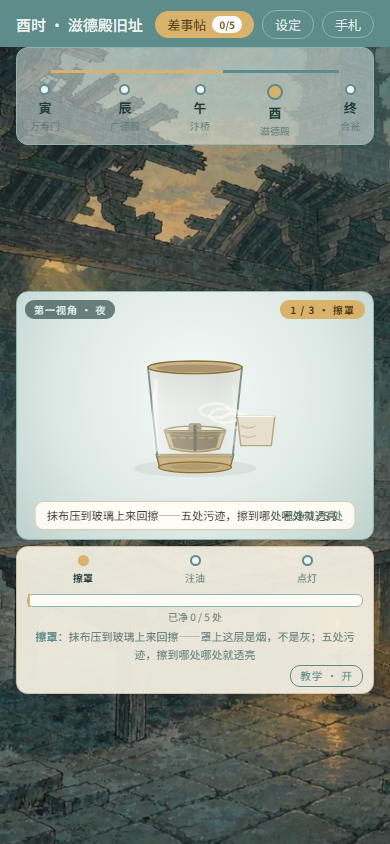 酉时 · 滋德殿旧址
差事帖 0/5
设定
手札
寅 辰 午 酉 终
万寿门 广德殿 汴桥 滋德殿
第一视角 · 夜
1 / 3 · 擦罩
抹布压到玻璃上来回擦——五处污迹，擦到哪处哪处就透亮
擦罩 注油 点灯
已净 0 / 5 处
擦罩：抹布压到玻璃上来回擦——罩上这层是烟，不是灰；五处污
迹，擦到哪处哪处就透亮
教学 · 开